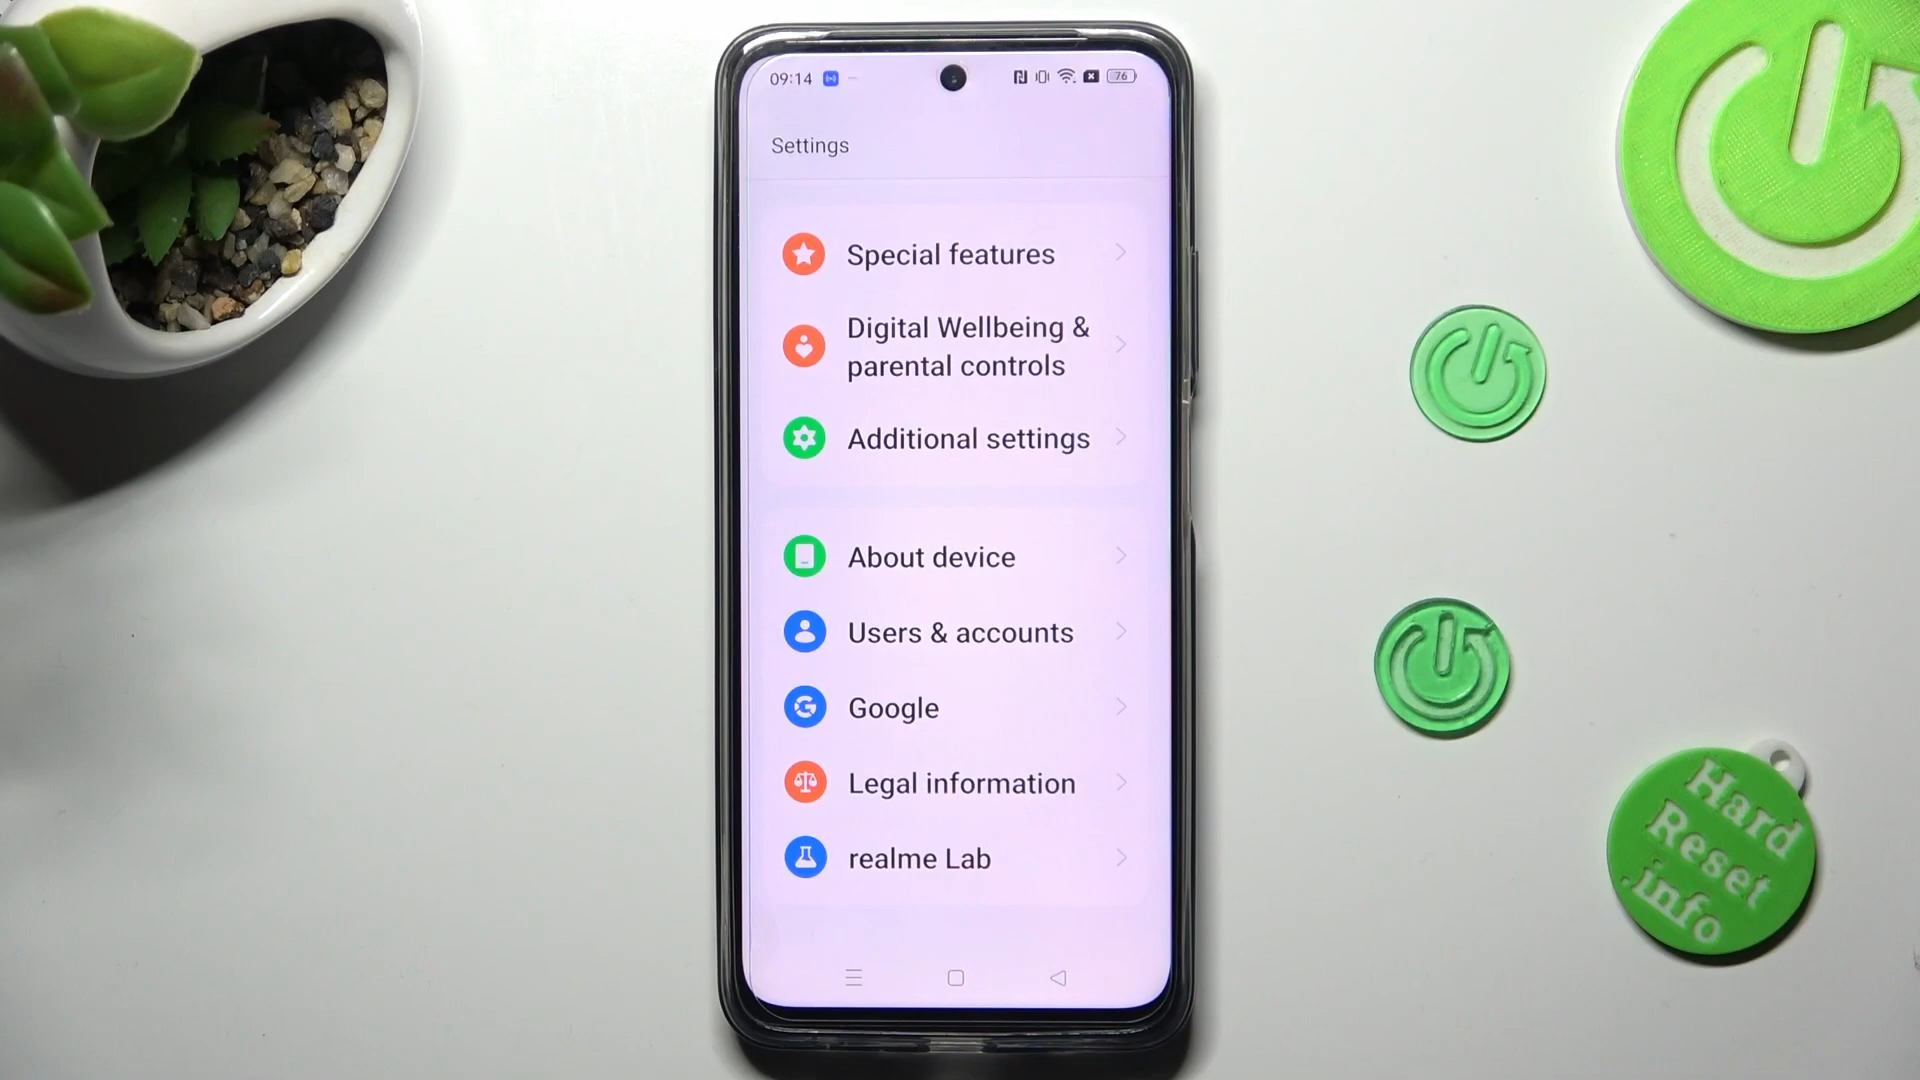 09:14
76
Settings
Special features
Digital Wellbeing &
parental controls
Additional settings
About device
Users & accounts
Google
Legal information
realme Lab
Hard
Reset
.info